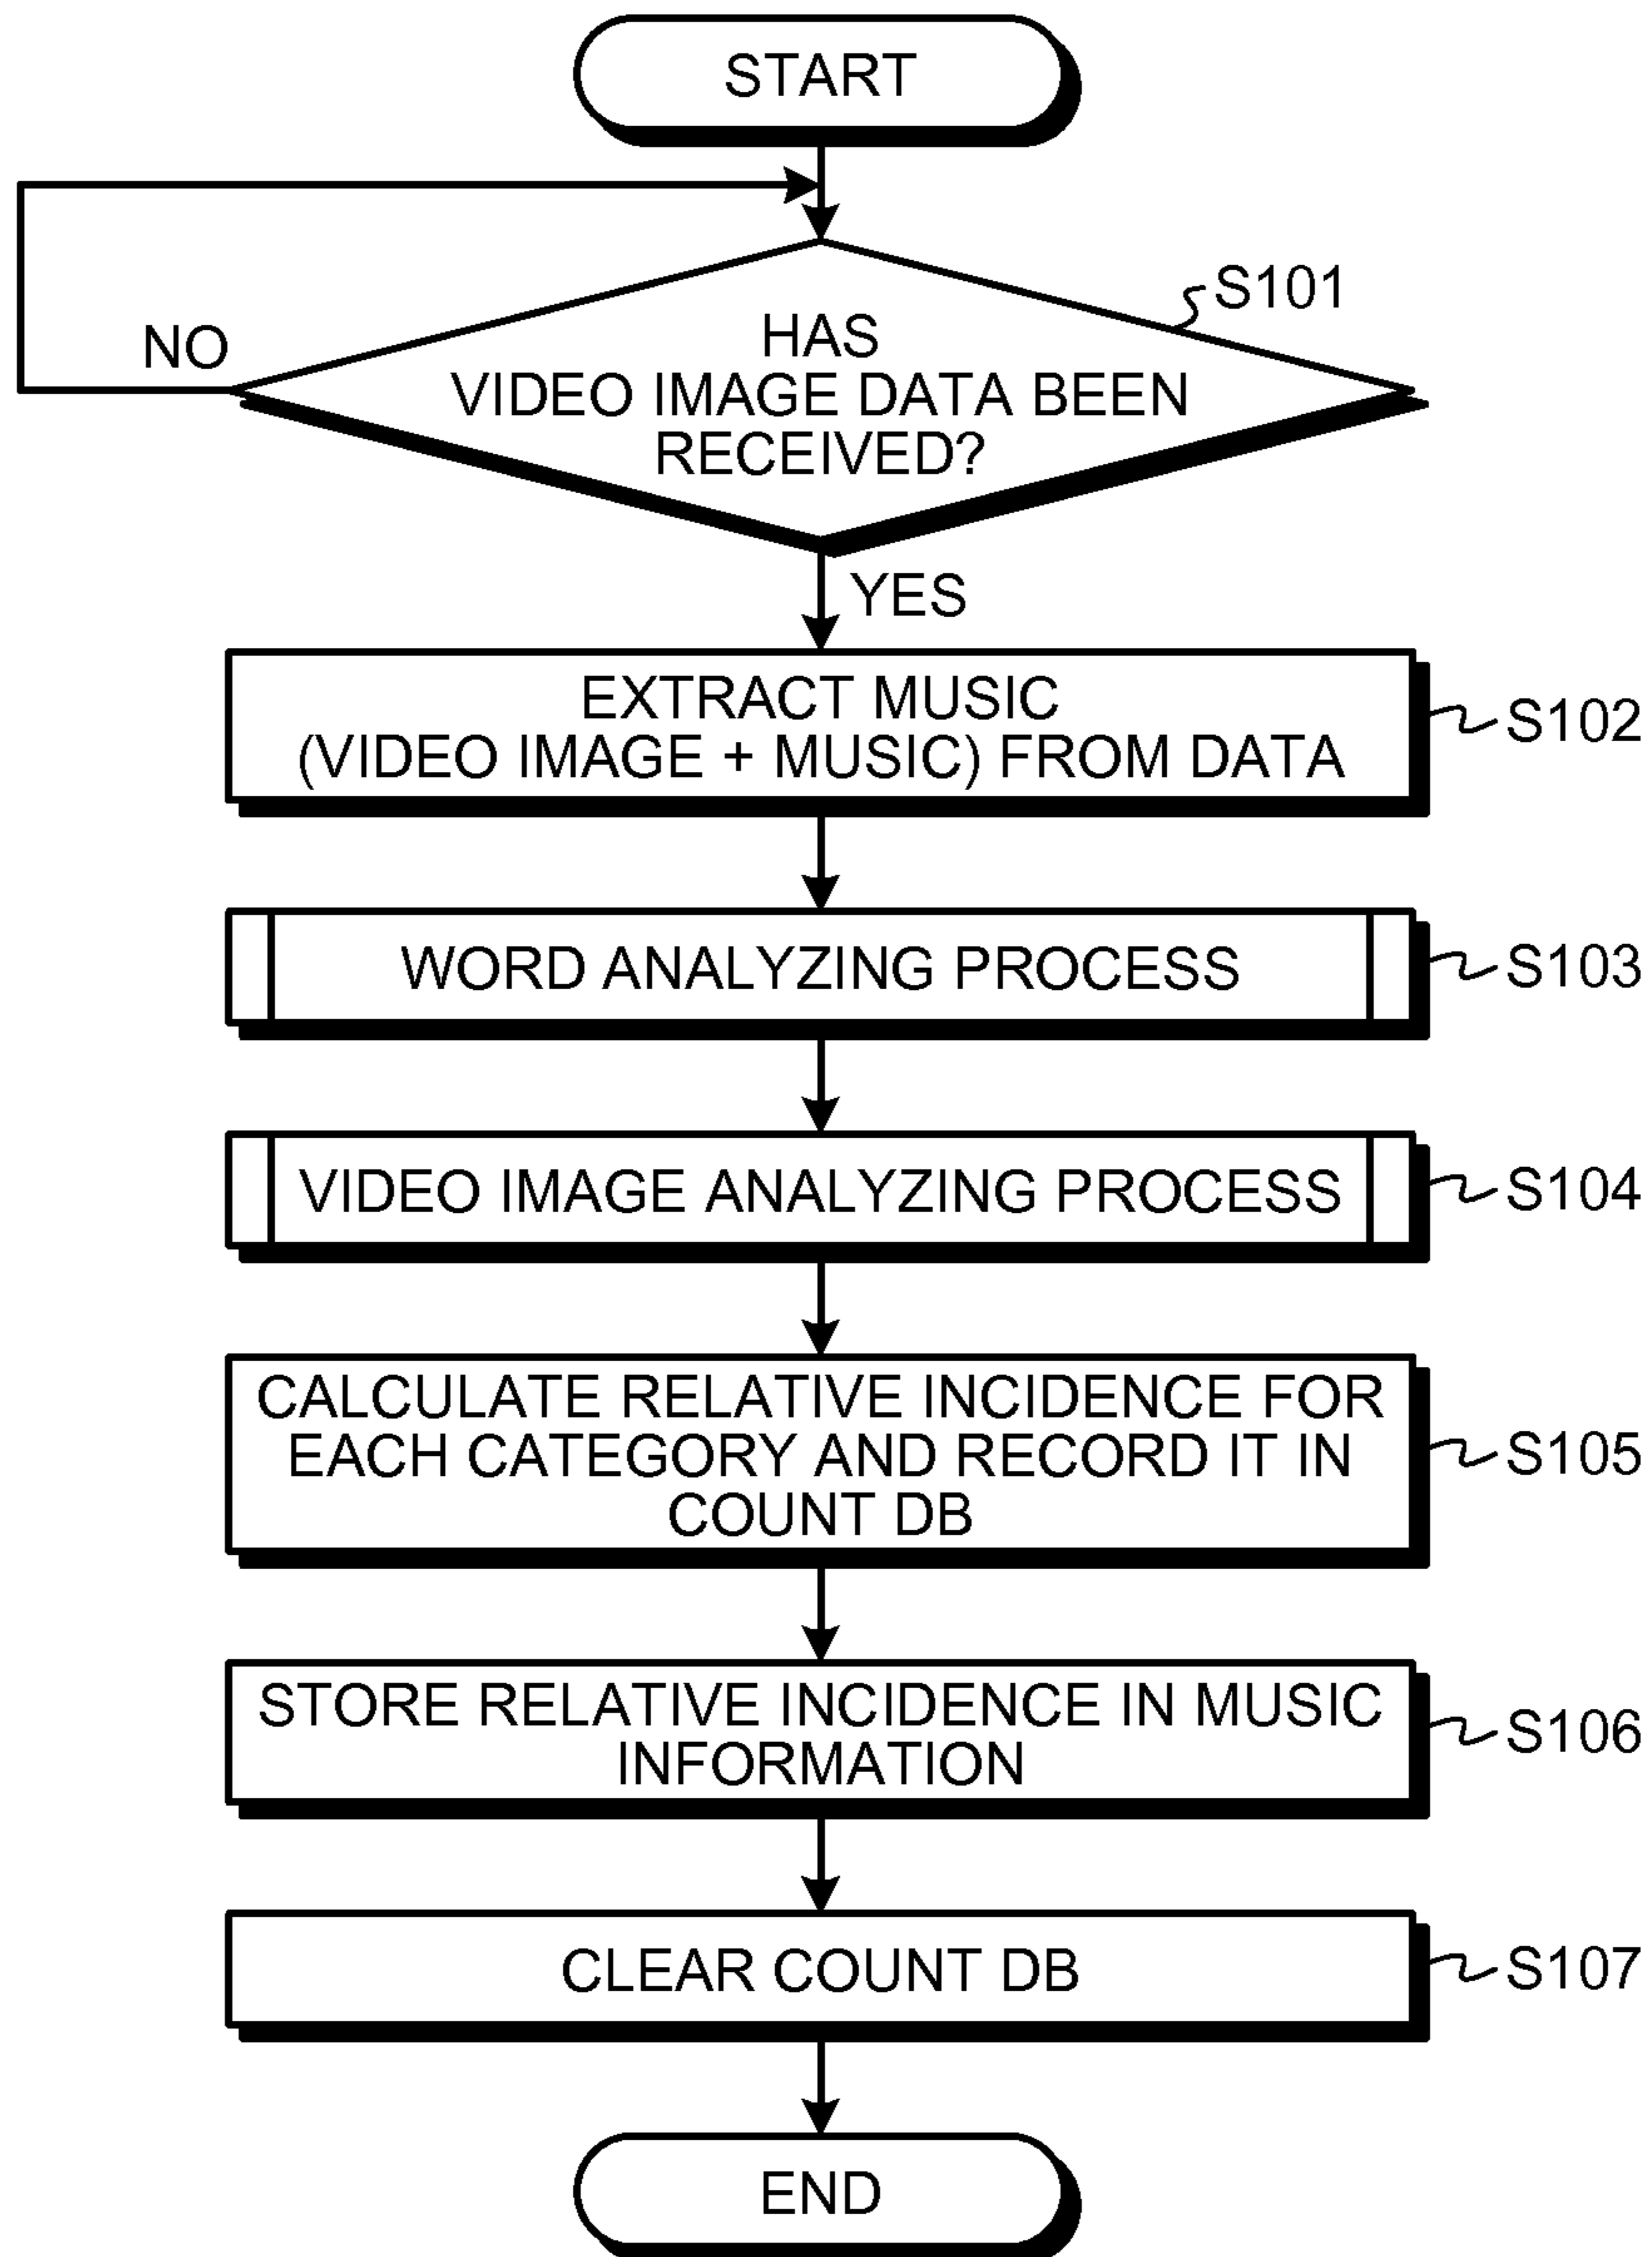 START
S101
HAS
VIDEO IMAGE DATA BEEN
RECEIVED?
NO
YES
EXTRACT MUSIC
(VIDEO IMAGE + MUSIC) FROM DATA
S102
WORD ANALYZING PROCESS
S103
VIDEO IMAGE ANALYZING PROCESS
S104
CALCULATE RELATIVE INCIDENCE FOR
EACH CATEGORY AND RECORD IT IN
COUNT DB
S105
STORE RELATIVE INCIDENCE IN MUSIC
INFORMATION
S106
CLEAR COUNT DB
S107
END